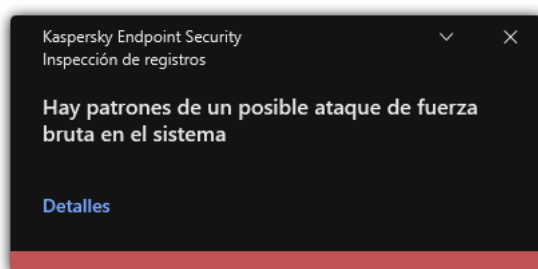 Kaspersky Endpoint Security
Inspección de registros
Hay patrones de un posible ataque de fuerza
bruta en el sistema
Detalles